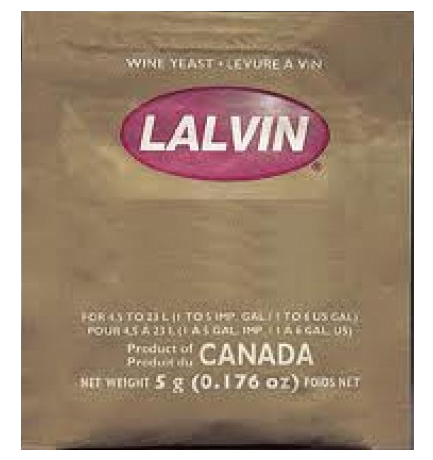 WINE YEAST • LEVURE À VIN
LALVIN®
FOR 4.5 TO 23 L (1 TO 5 IMP. GAL / 1 TO 6 US GAL)
POUR 4,5 À 23 L (1 À 5 GAL. IMP. / 1 À 6 GAL. US)
Product of
Produit du CANADA
NET WEIGHT 5 g (0.176 oz) POIDS NET